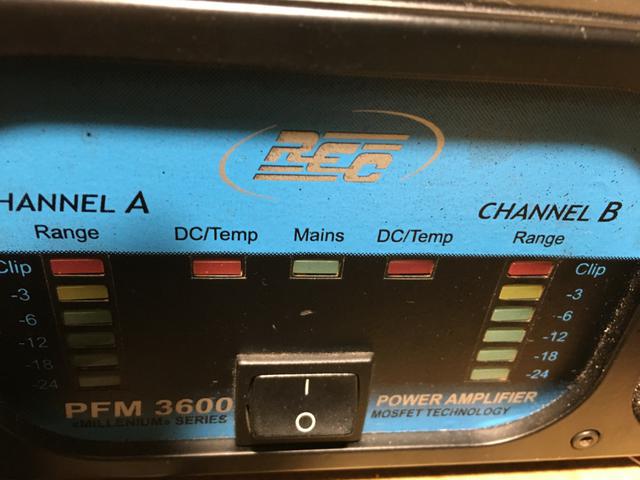 REC
HANNEL A
CHANNEL B
Range
DC/Temp
Mains
DC/Temp
Range
Clip
Clip
-3
-3
-6
-6
-12
-12
-18
-18
-24
-24
PFM 3600
«MILLENIUM» SERIES
I
O
POWER AMPLIFIER
MOSFET TECHNOLOGY